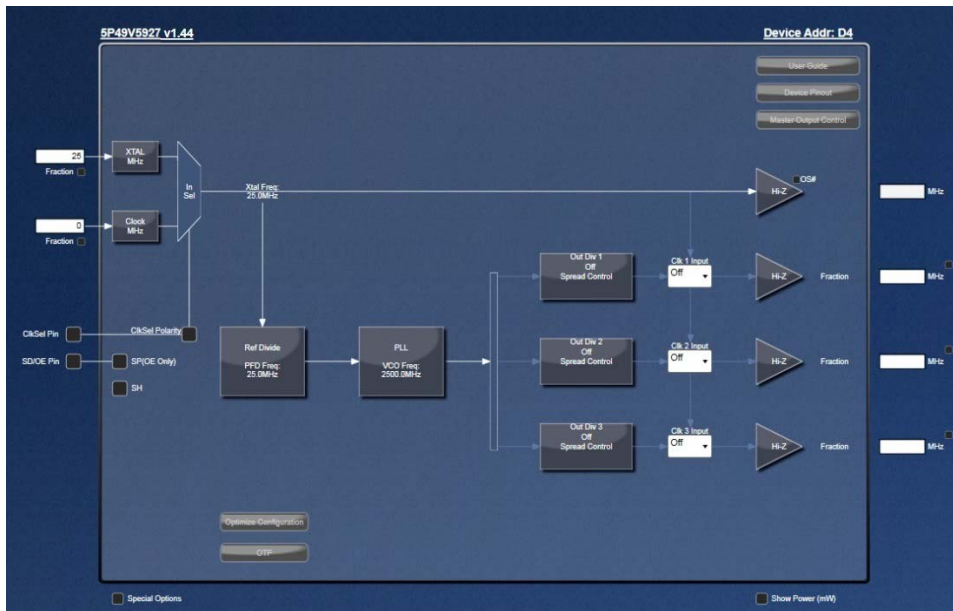 5P49V5927 v1.44
Device Addr: D4
User Guide
Device Pinout
Master Output Control
25
XTAL
MHz
Fraction
In
Sel
Xtal Freq:
25.0MHz
Hi-Z
OS#
MHz
0
Clock
MHz
Fraction
Out Div 1
Off
Spread Control
Clk 1 Input
Off
Hi-Z
Fraction
MHz
ClkSel Pin
ClkSel Polarity
SD/OE Pin
SP(OE Only)
SH
Ref Divide
PFD Freq:
25.0MHz
PLL
VCO Freq:
2500.0MHz
Out Div 2
Off
Spread Control
Clk 2 Input
Off
Hi-Z
Fraction
MHz
Out Div 3
Off
Spread Control
Clk 3 Input
Off
Hi-Z
Fraction
MHz
Optimize Configuration
OTP
Special Options
Show Power (mW)